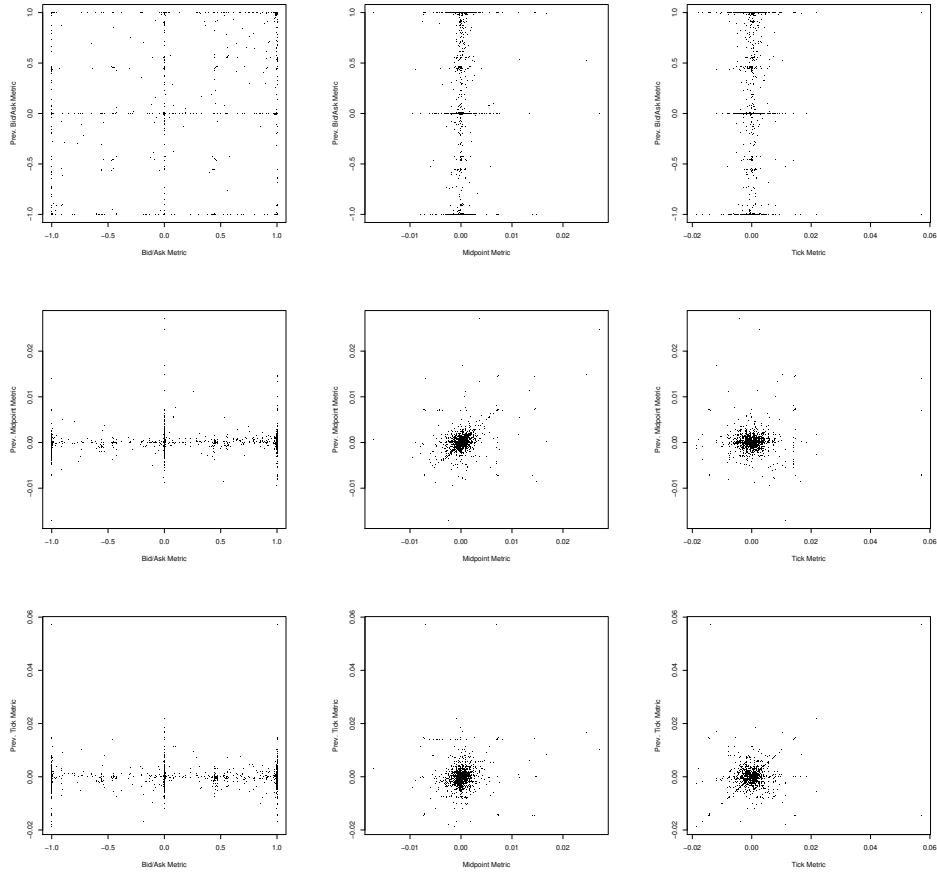 Prev. Bid/Ask Metric
1.0
0.5
0.0
−0.5
−1.0
−1.0 −0.5 0.0 0.5 1.0
Bid/Ask Metric
Prev. Bid/Ask Metric
1.0
0.5
0.0
−0.5
−1.0
−0.01 0.00 0.01 0.02
Midpoint Metric
Prev. Bid/Ask Metric
1.0
0.5
0.0
−0.5
−1.0
−0.02 0.00 0.02 0.04 0.06
Tick Metric
Prev. Midpoint Metric
0.02
0.01
0.00
−0.01
−1.0 −0.5 0.0 0.5 1.0
Bid/Ask Metric
Prev. Midpoint Metric
0.02
0.01
0.00
−0.01
−0.01 0.00 0.01 0.02
Midpoint Metric
Prev. Midpoint Metric
0.02
0.01
0.00
−0.01
−0.02 0.00 0.02 0.04 0.06
Tick Metric
Prev. Tick Metric
0.06
0.04
0.02
0.00
−0.02
−1.0 −0.5 0.0 0.5 1.0
Bid/Ask Metric
Prev. Tick Metric
0.06
0.04
0.02
0.00
−0.02
−0.01 0.00 0.01 0.02
Midpoint Metric
Prev. Tick Metric
0.06
0.04
0.02
0.00
−0.02
−0.02 0.00 0.02 0.04 0.06
Tick Metric